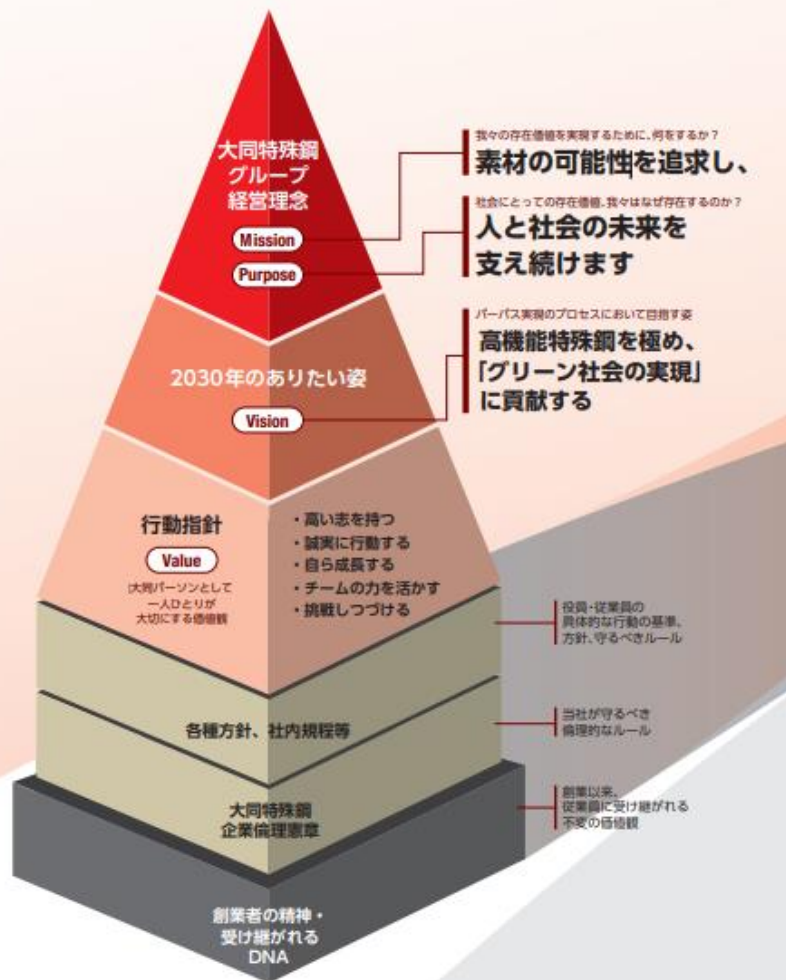 大同特殊鋼
グループ
経営理念
Mission
Purpose
我々の存在価値を実現するために、何をするか？
素材の可能性を追求し、
社会にとっての存在価値、我々はなぜ存在するのか？
人と社会の未来を
支え続けます
2030年のありたい姿
Vision
パーパス実現のプロセスにおいて目指す姿
高機能特殊鋼を極め、
「グリーン社会の実現」
に貢献する
行動指針
Value
大同パーソンとして
一人ひとりが
大切にする価値観
・高い志を持つ
・誠実に行動する
・自ら成長する
・チームの力を活かす
・挑戦しつづける
役員・従業員の
具体的な行動の基準、
方針、守るべきルール
各種方針、社内規程等
当社が守るべき
倫理的なルール
大同特殊鋼
企業倫理憲章
創業以来、
従業員に受け継がれる
不変の価値観
創業者の精神・
受け継がれる
DNA